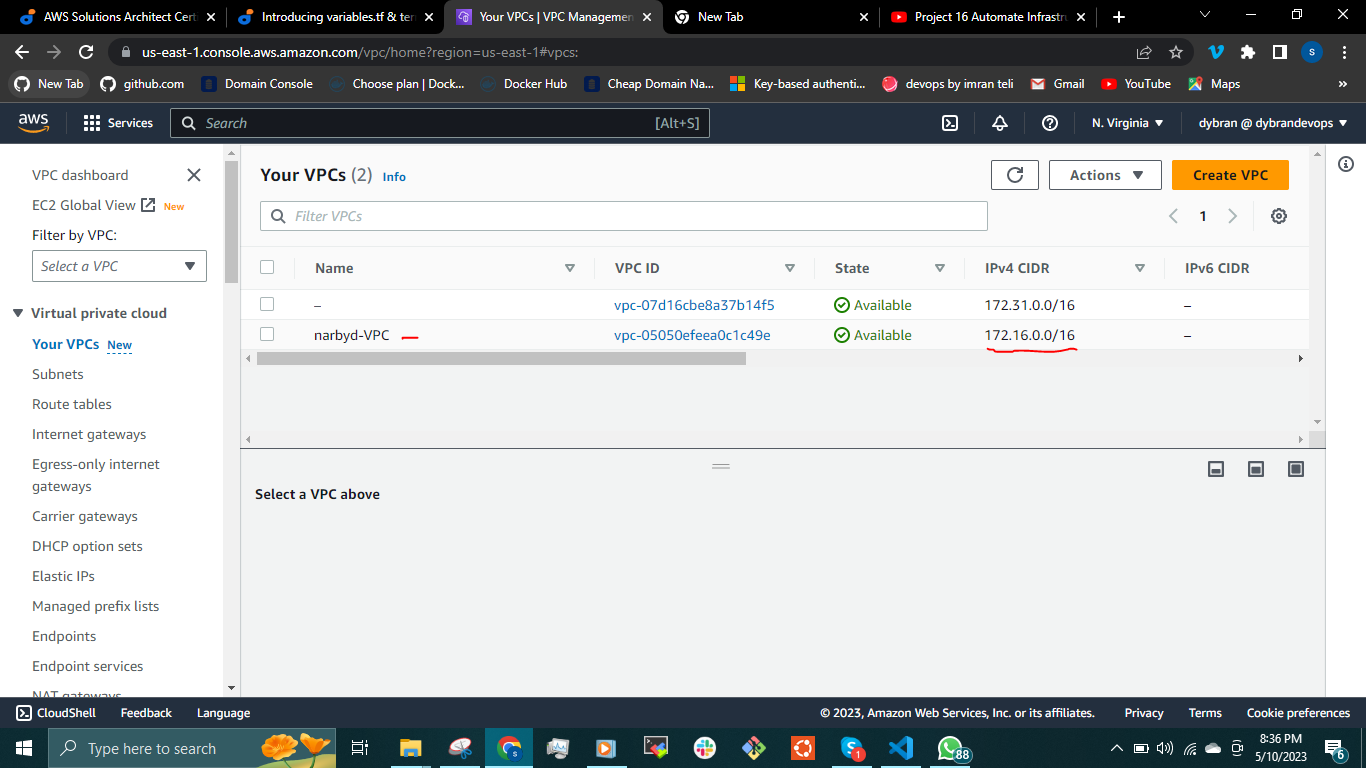 AWS Solutions Architect Cert
Introducing variables.tf & ter
Your VPCs | VPC Managemen
New Tab
Project 16 Automate Infrastru
us-east-1.console.aws.amazon.com/vpc/home?region=us-east-1#vpcs:
S
New Tab
github.com
Domain Console
Choose plan | Dock...
Docker Hub
Cheap Domain Na...
Key-based authenti...
devops by imran teli
Gmail
YouTube
Maps
»
aws
Services
Search
[Alt+S]
N. Virginia
dybran @ dybrandevops
VPC dashboard
EC2 Global View
New
Filter by VPC:
Select a VPC
Virtual private cloud
Your VPCs New
Subnets
Route tables
Internet gateways
Egress-only internet
gateways
Carrier gateways
DHCP option sets
Elastic IPs
Managed prefix lists
Endpoints
Endpoint services
NAT gateways
Your VPCs (2) Info
Actions
Create VPC
Filter VPCs
1
Name VPC ID State IPv4 CIDR IPv6 CIDR
– vpc-07d16cbe8a37b14f5 Available 172.31.0.0/16 –
narbyd-VPC vpc-05050efeea0c1c49e Available 172.16.0.0/16 –
Select a VPC above
CloudShell Feedback Language
© 2023, Amazon Web Services, Inc. or its affiliates. Privacy Terms Cookie preferences
Type here to search
1
88
8:36 PM
5/10/2023
6